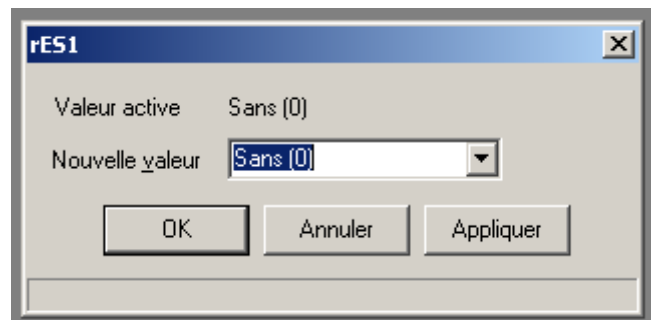 rES1
Valeur active Sans (0)
Nouvelle valeur Sans (0)
OK Annuler Appliquer